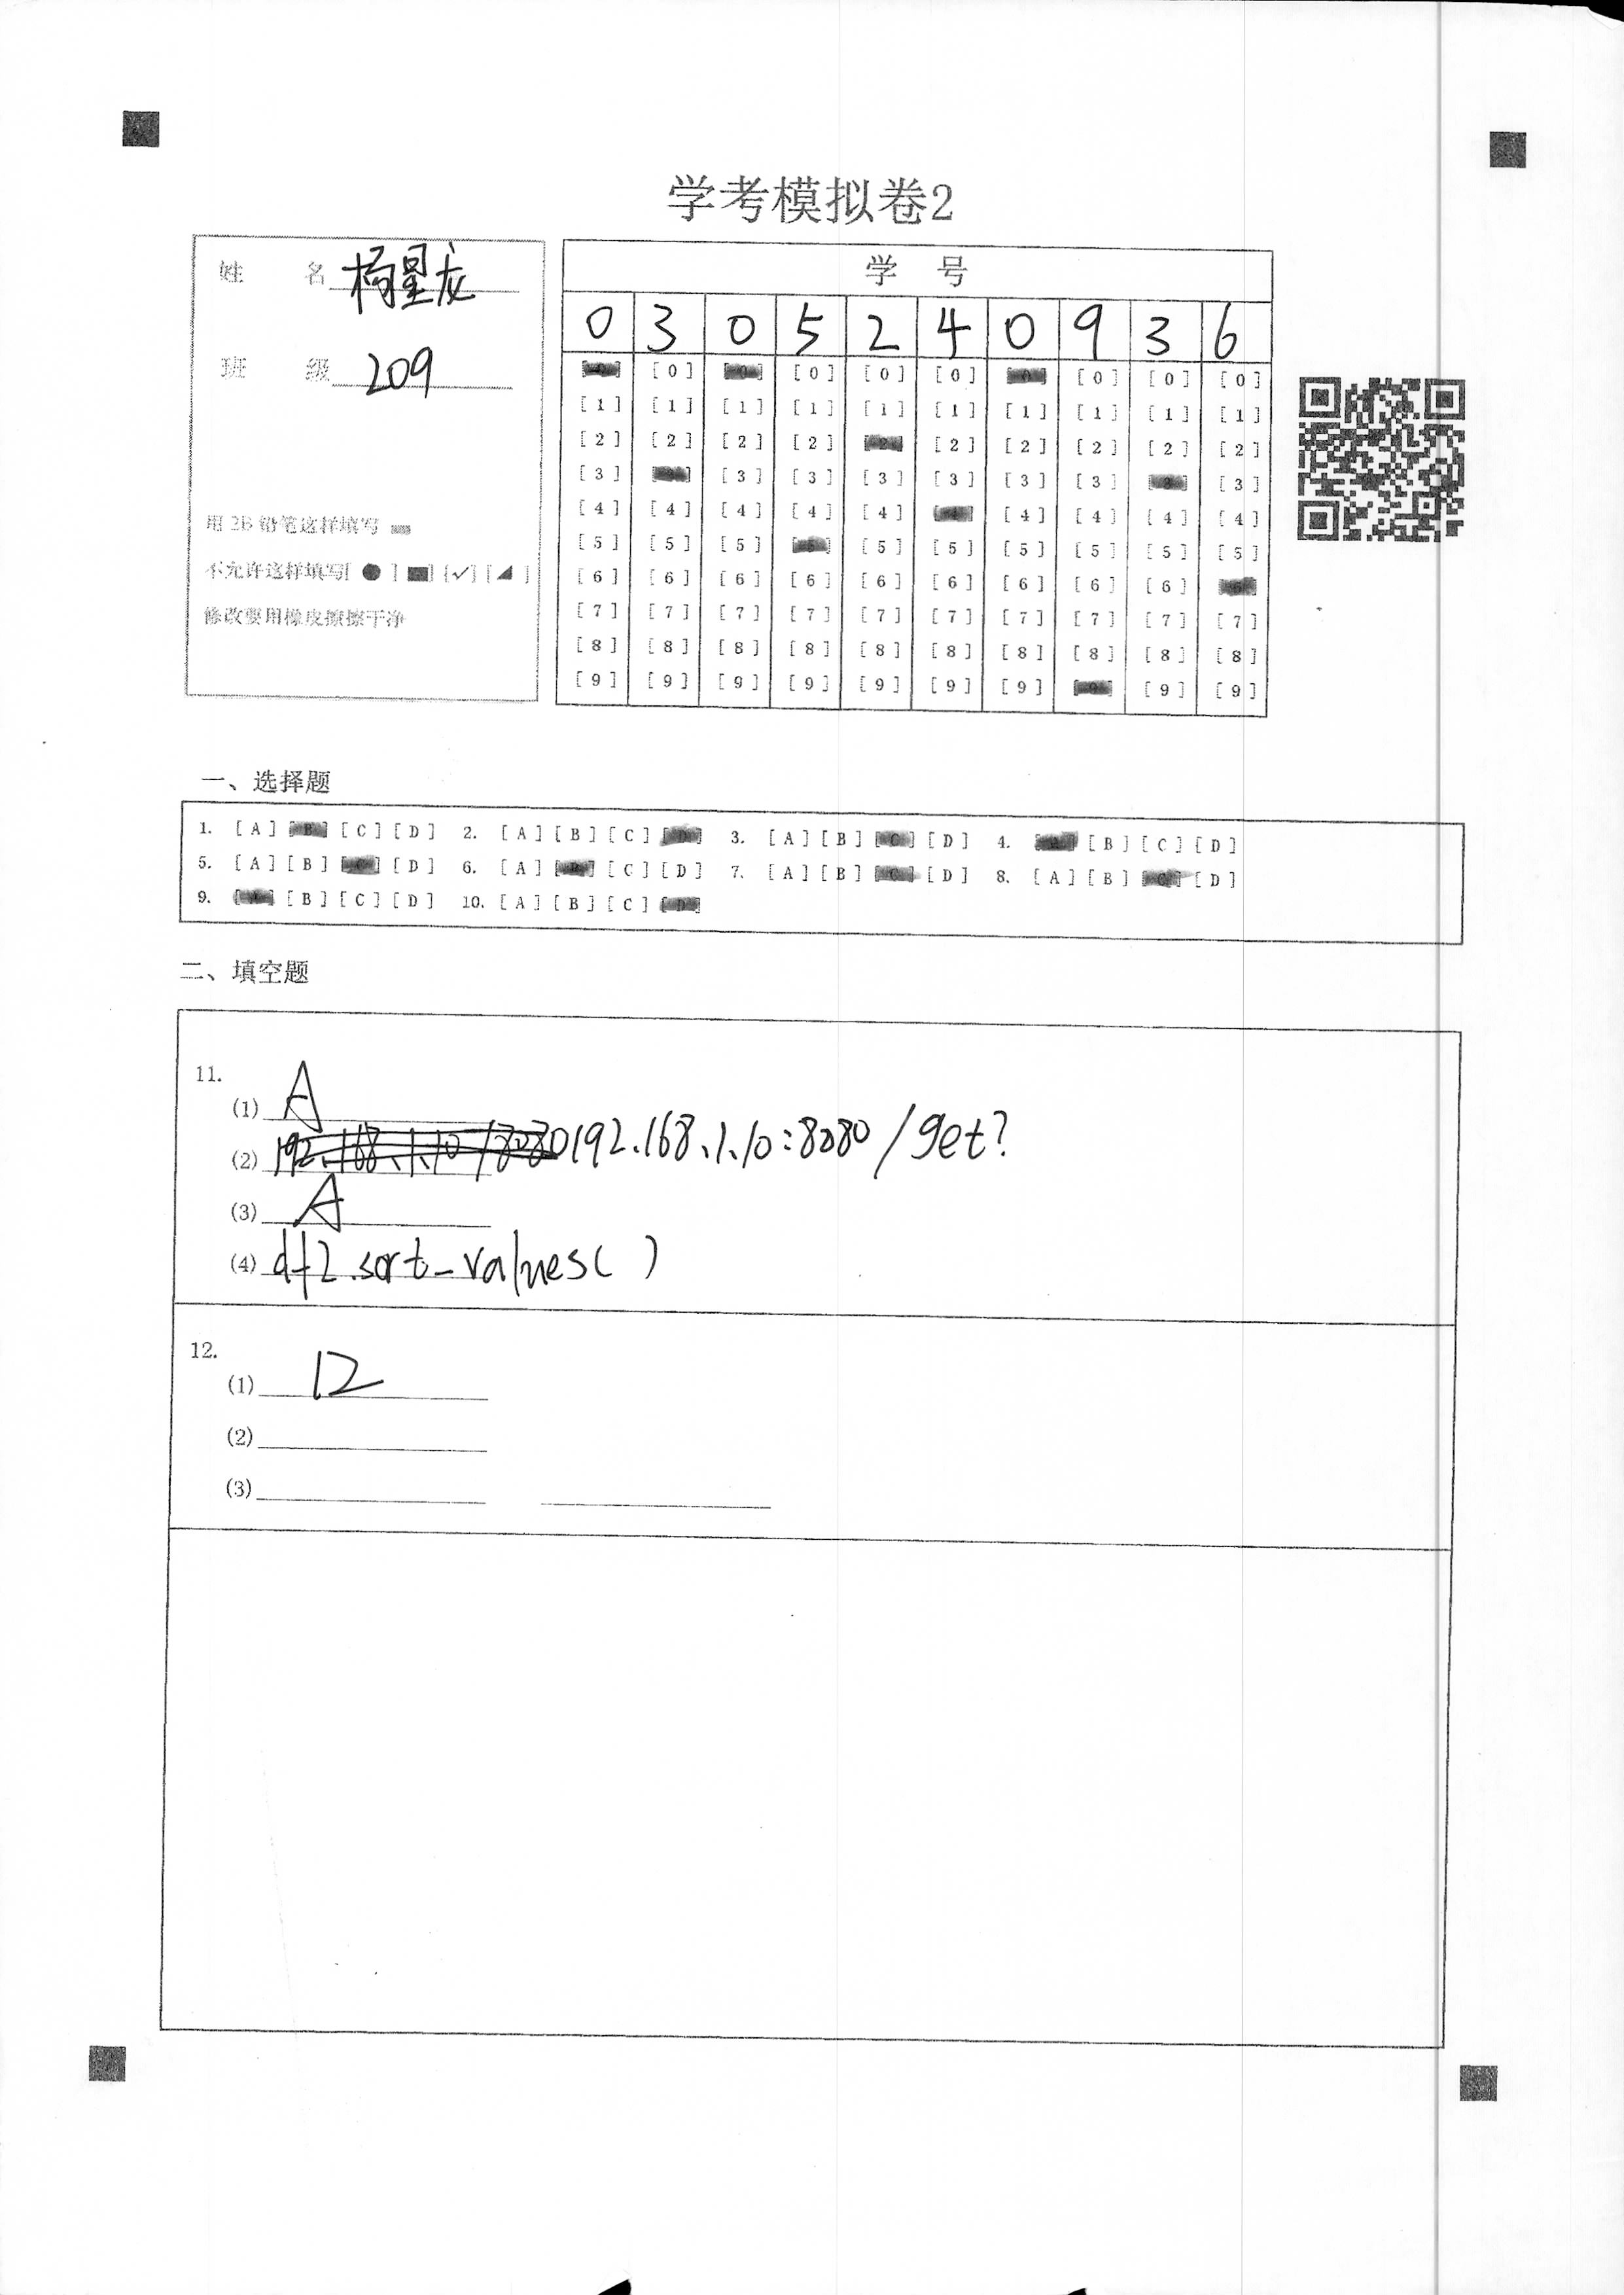 学考模拟卷2
姓 名 杨星龙
班 级 209
用 2B 铅笔这样填写
不允许这样填写[ ● ] [■] [✓] [◢ ]
修改要用橡皮擦擦干净
学 号
0 3 0 5 2 4 0 9 3 6
[0] [0] [0] [0] [0] [0] [0] [0] [0] [0]
[1] [1] [1] [1] [1] [1] [1] [1] [1] [1]
[2] [2] [2] [2] [2] [2] [2] [2] [2] [2]
[3] [3] [3] [3] [3] [3] [3] [3] [3] [3]
[4] [4] [4] [4] [4] [4] [4] [4] [4] [4]
[5] [5] [5] [5] [5] [5] [5] [5] [5] [5]
[6] [6] [6] [6] [6] [6] [6] [6] [6] [6]
[7] [7] [7] [7] [7] [7] [7] [7] [7] [7]
[8] [8] [8] [8] [8] [8] [8] [8] [8] [8]
[9] [9] [9] [9] [9] [9] [9] [9] [9] [9]
一、选择题
1. [A] [B] [C] [D] 2. [A] [B] [C] [D] 3. [A] [B] [C] [D] 4. [A] [B] [C] [D]
5. [A] [B] [C] [D] 6. [A] [B] [C] [D] 7. [A] [B] [C] [D] 8. [A] [B] [C] [D]
9. [A] [B] [C] [D] 10. [A] [B] [C] [D]
二、填空题
11.
(1) A
(2) 192.168.1.10:8080/get?
(3) A
(4) df2.sort_values( )
12.
(1) 12
(2)
(3)